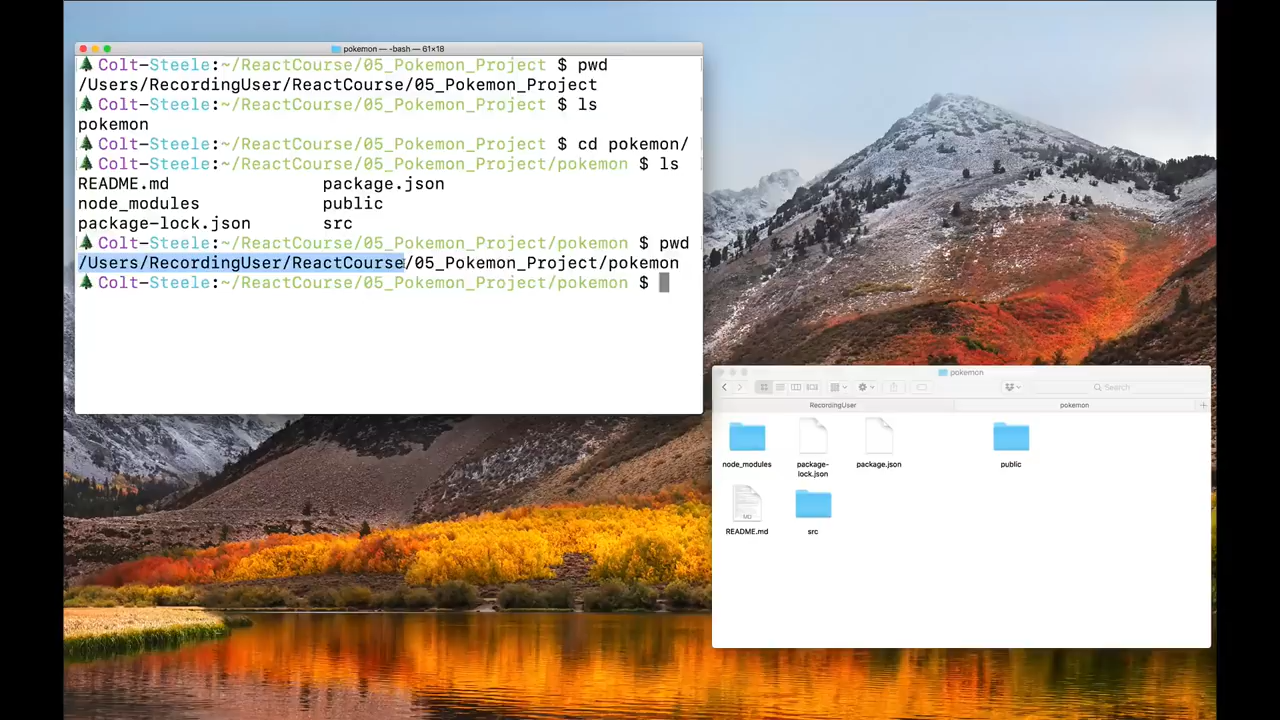 pokemon — -bash — 61×18
Colt-Steele:~/ReactCourse/05_Pokemon_Project $ pwd
/Users/RecordingUser/ReactCourse/05_Pokemon_Project
Colt-Steele:~/ReactCourse/05_Pokemon_Project $ ls
pokemon
Colt-Steele:~/ReactCourse/05_Pokemon_Project $ cd pokemon/
Colt-Steele:~/ReactCourse/05_Pokemon_Project/pokemon $ ls
README.md package.json
node_modules public
package-lock.json src
Colt-Steele:~/ReactCourse/05_Pokemon_Project/pokemon $ pwd
/Users/RecordingUser/ReactCourse/05_Pokemon_Project/pokemon
Colt-Steele:~/ReactCourse/05_Pokemon_Project/pokemon $
pokemon
Search
RecordingUser pokemon
node_modules package-lock.json package.json public
MD
README.md src